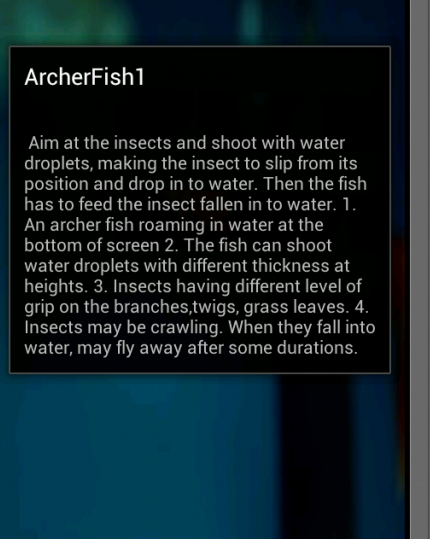 ArcherFish1
Aim at the insects and shoot with water
droplets, making the insect to slip from its
position and drop in to water. Then the fish
has to feed the insect fallen in to water. 1.
An archer fish roaming in water at the
bottom of screen 2. The fish can shoot
water droplets with different thickness at
heights. 3. Insects having different level of
grip on the branches,twigs, grass leaves. 4.
Insects may be crawling. When they fall into
water, may fly away after some durations.